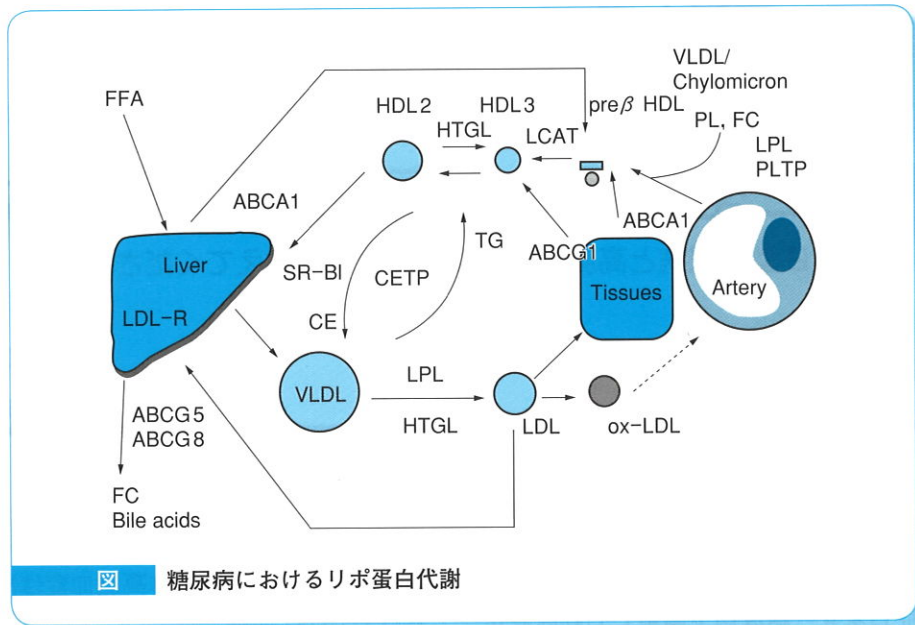 VLDL/
Chylomicron
FFA
HDL2
HDL3
preβ HDL
HTGL
LCAT
PL, FC
LPL
PLTP
ABCA1
ABCA1
TG
ABCG1
Liver
SR-BI
CETP
Tissues
Artery
LDL-R
CE
VLDL
LPL
HTGL
LDL
ox-LDL
ABCG5
ABCG8
FC
Bile acids
図 糖尿病におけるリポ蛋白代謝